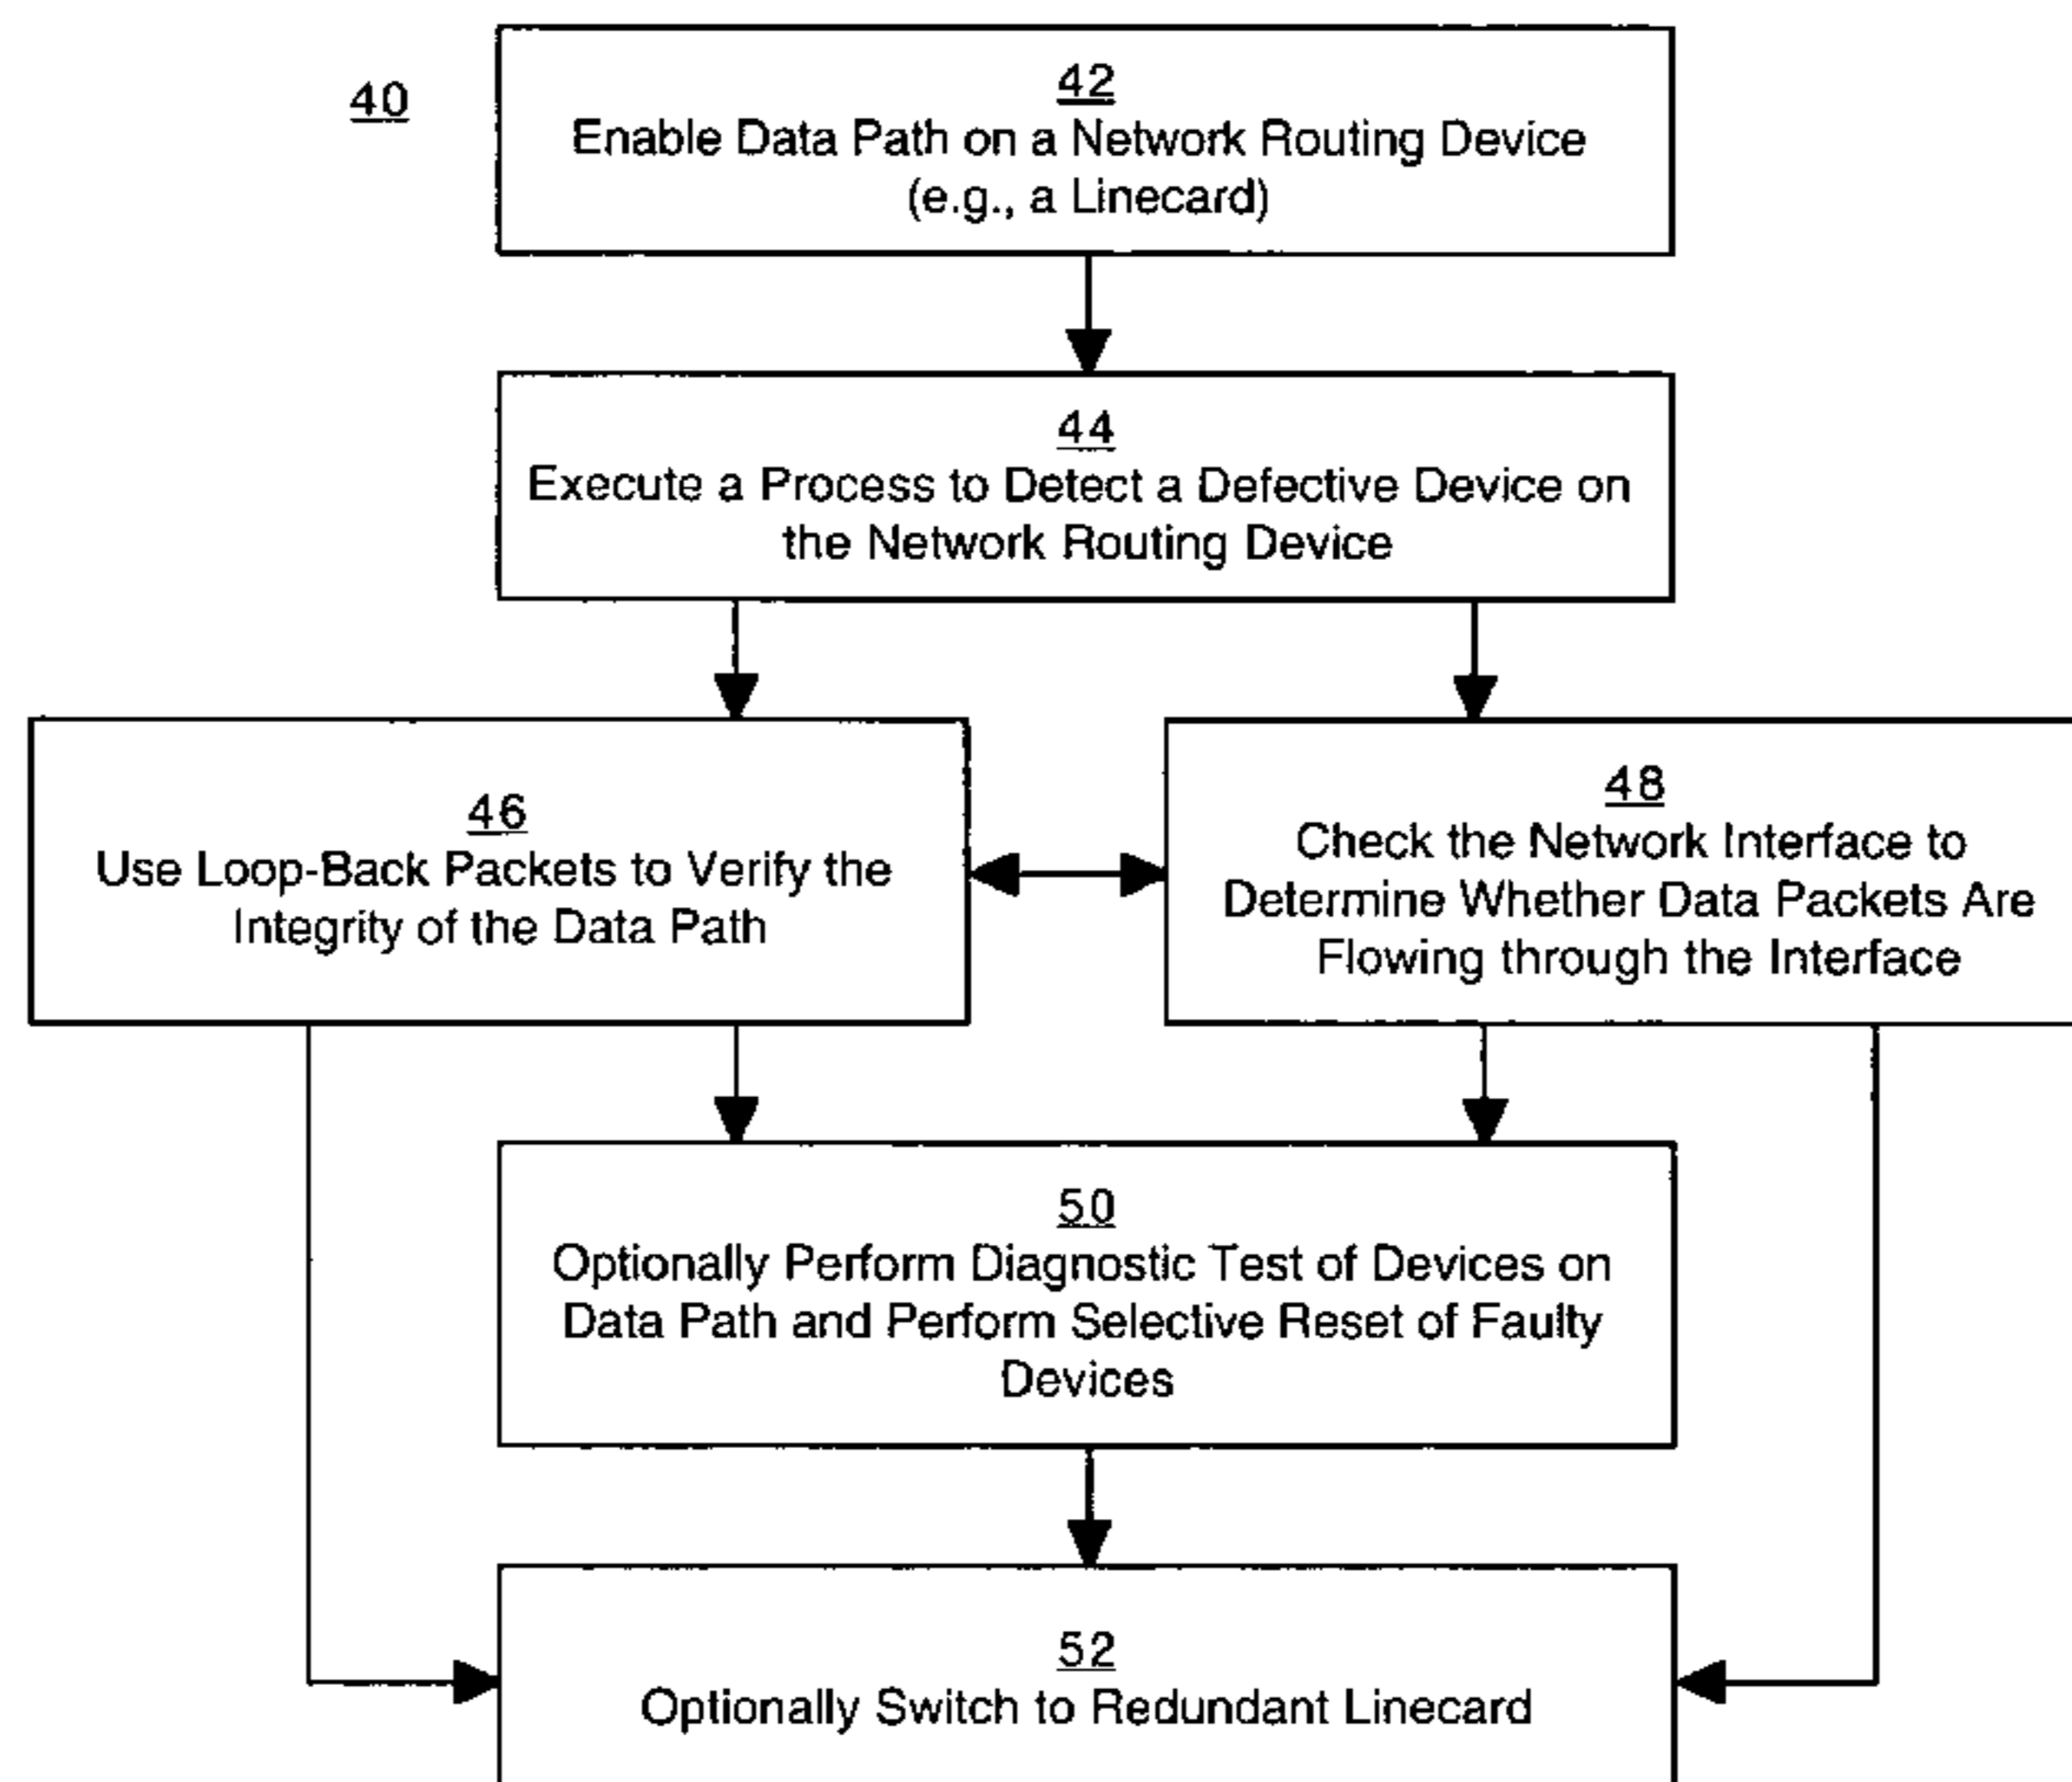 40
42
Enable Data Path on a Network Routing Device
(e.g., a Linecard)
44
Execute a Process to Detect a Defective Device on
the Network Routing Device
46
Use Loop-Back Packets to Verify the
Integrity of the Data Path
48
Check the Network Interface to
Determine Whether Data Packets Are
Flowing through the Interface
50
Optionally Perform Diagnostic Test of Devices on
Data Path and Perform Selective Reset of Faulty
Devices
52
Optionally Switch to Redundant Linecard